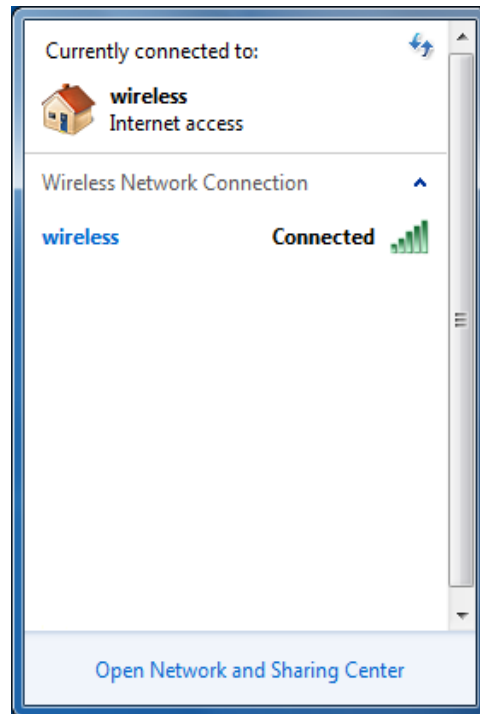 Currently connected to:
wireless
Internet access
Wireless Network Connection
wireless Connected
Open Network and Sharing Center